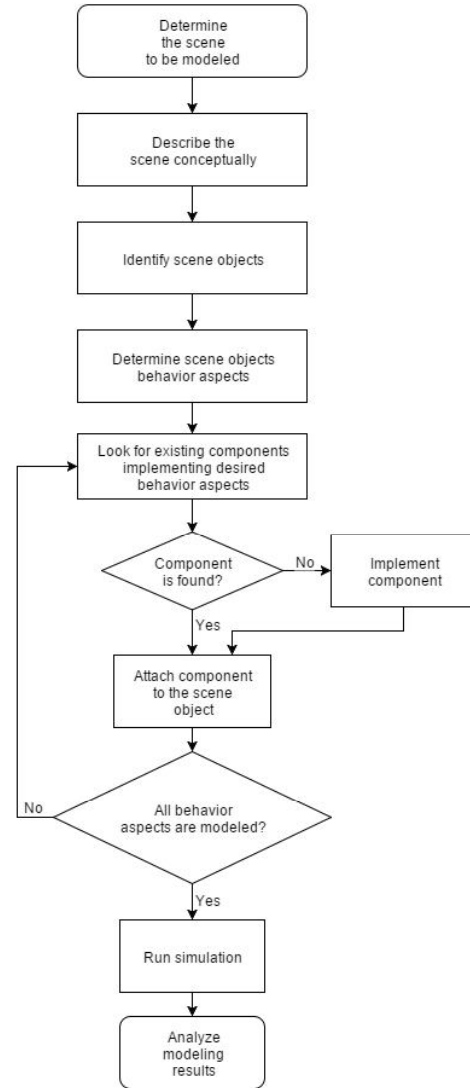 Determine
the scene
to be modeled
Describe the
scene conceptually
Identify scene objects
Determine scene objects
behavior aspects
Look for existing components
implementing desired
behavior aspects
Component
is found?
No
Implement
component
Yes
Attach component
to the scene
object
No
All behavior
aspects are modeled?
Yes
Run simulation
Analyze
modeling
results